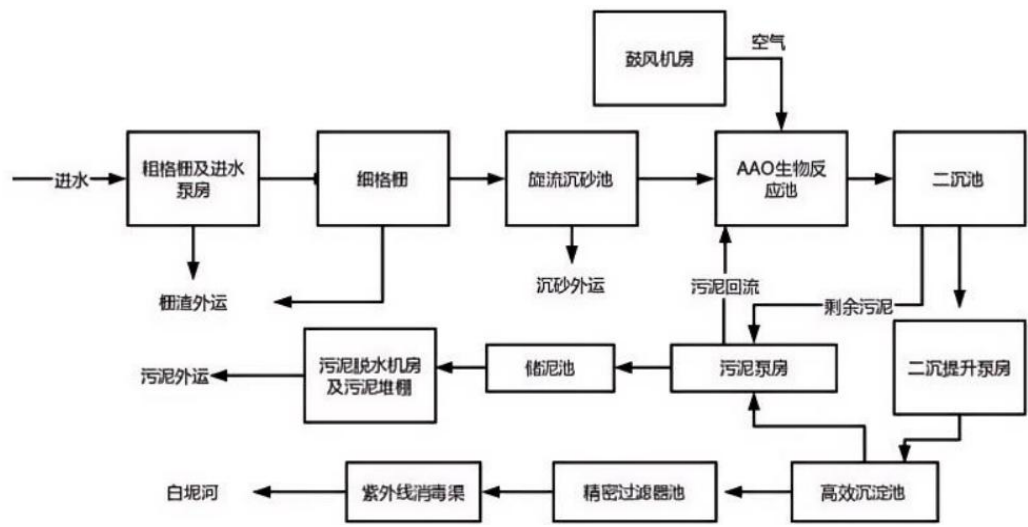 鼓风机房
空气
进水
粗格栅及进水
泵房
细格栅
旋流沉砂池
AAO生物反
应池
二沉池
栅渣外运
沉砂外运
污泥回流
剩余污泥
污泥外运
污泥脱水机房
及污泥堆棚
储泥池
污泥泵房
二沉提升泵房
白坭河
紫外线消毒渠
精密过滤器池
高效沉淀池